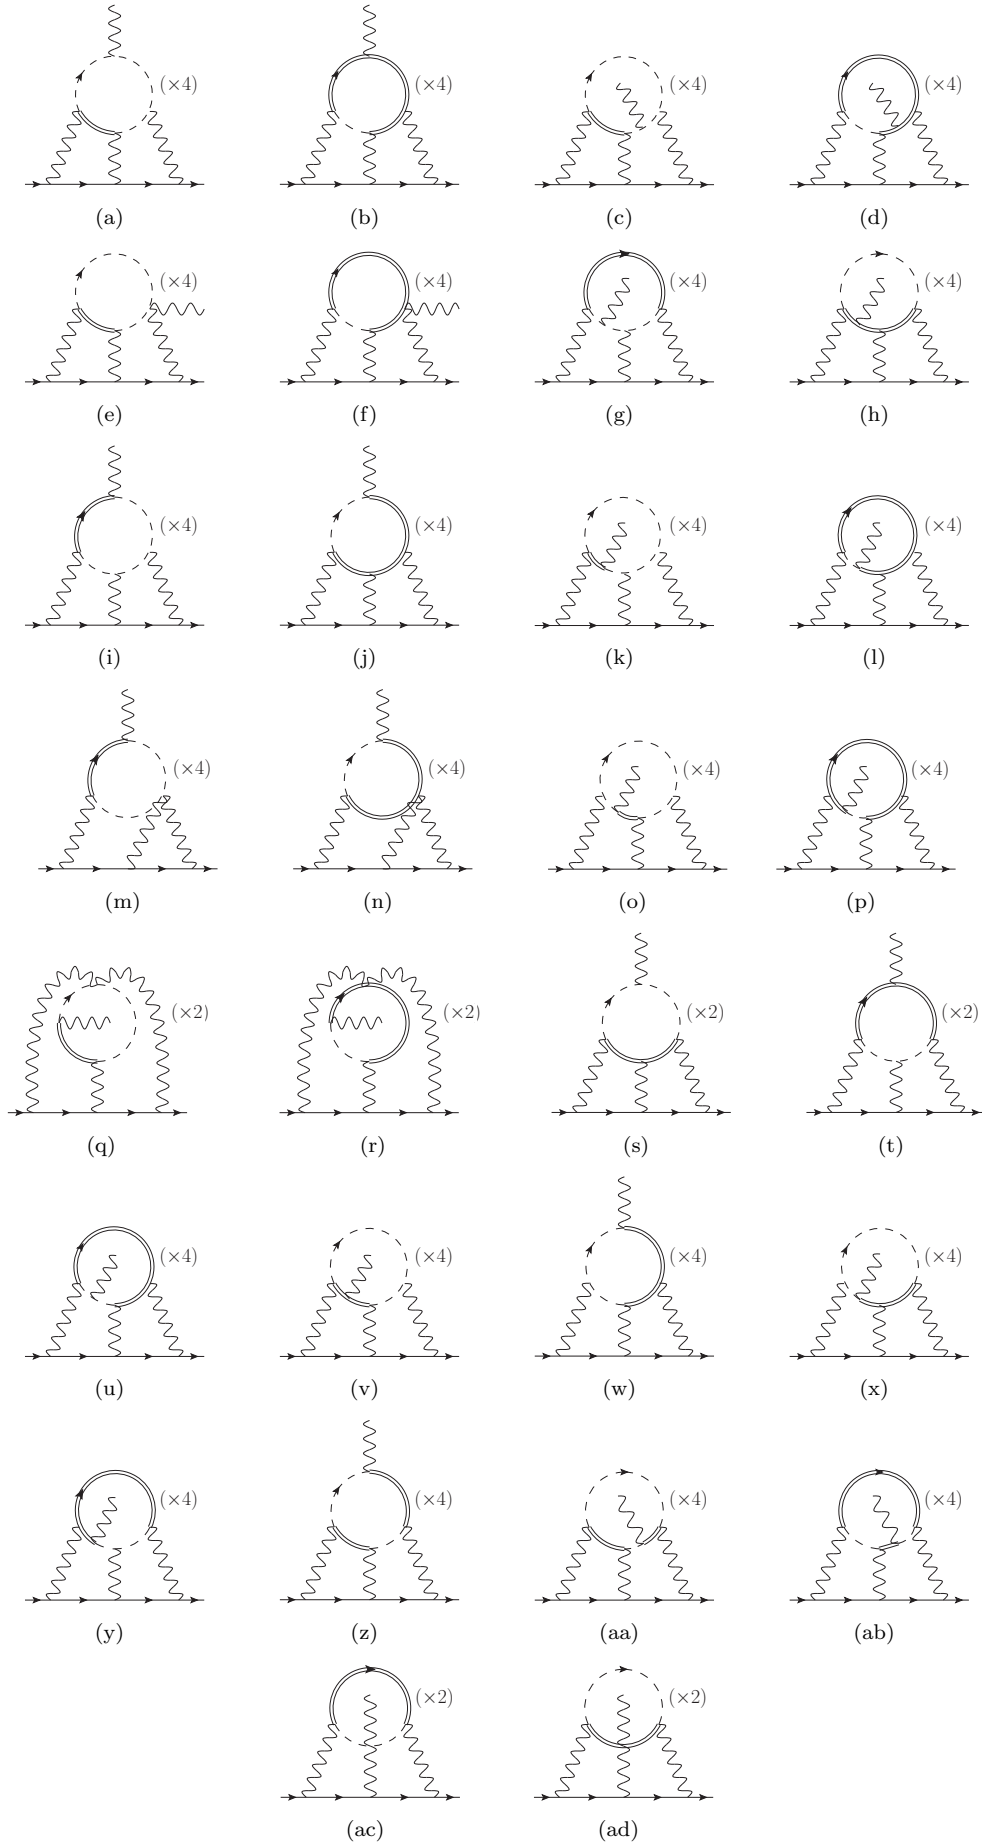 (×4) (×4) (×4) (×4)
(a) (b) (c) (d)
(×4) (×4) (×4) (×4)
(e) (f) (g) (h)
(×4) (×4) (×4) (×4)
(i) (j) (k) (l)
(×4) (×4) (×4) (×4)
(m) (n) (o) (p)
(×2) (×2) (×2) (×2)
(q) (r) (s) (t)
(×4) (×4) (×4) (×4)
(u) (v) (w) (x)
(×4) (×4) (×4) (×4)
(y) (z) (aa) (ab)
(×2) (×2)
(ac) (ad)